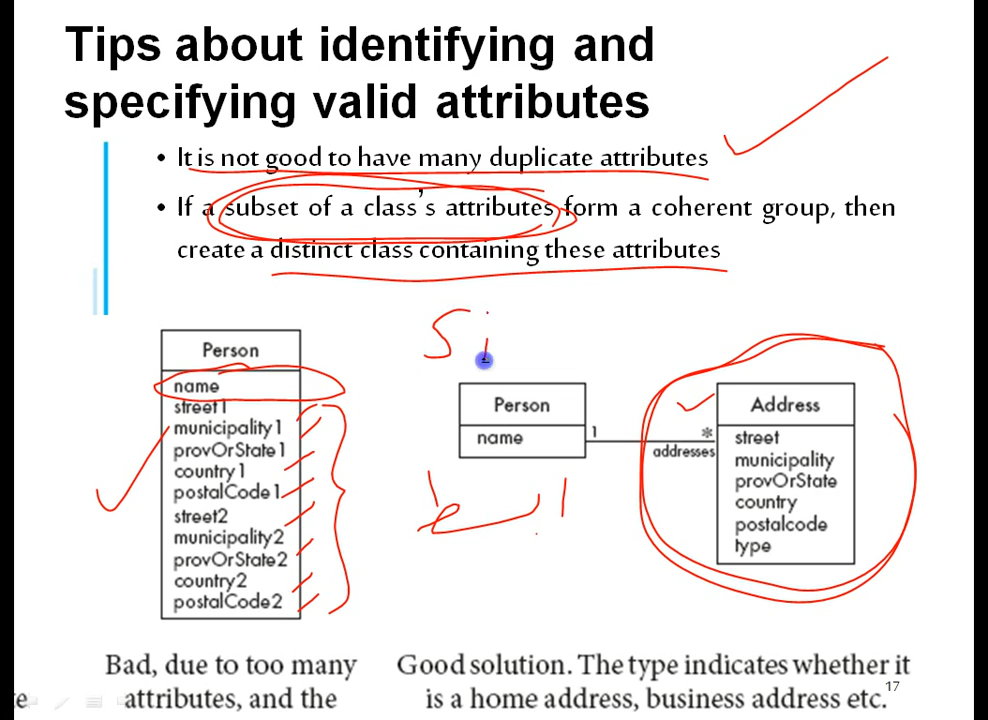 Tips about identifying and
specifying valid attributes
• It is not good to have many duplicate attributes
• If a subset of a class's attributes form a coherent group, then
create a distinct class containing these attributes
Person
name
street1
municipality1
provOrState1
country1
postalCode1
street2
municipality2
provOrState2
country2
postalCode2
Bad, due to too many
attributes, and the
Si
Person
name
1
*
addresses
Address
street
municipality
provOrState
country
postalcode
type
Good solution. The type indicates whether it
is a home address, business address etc.
17